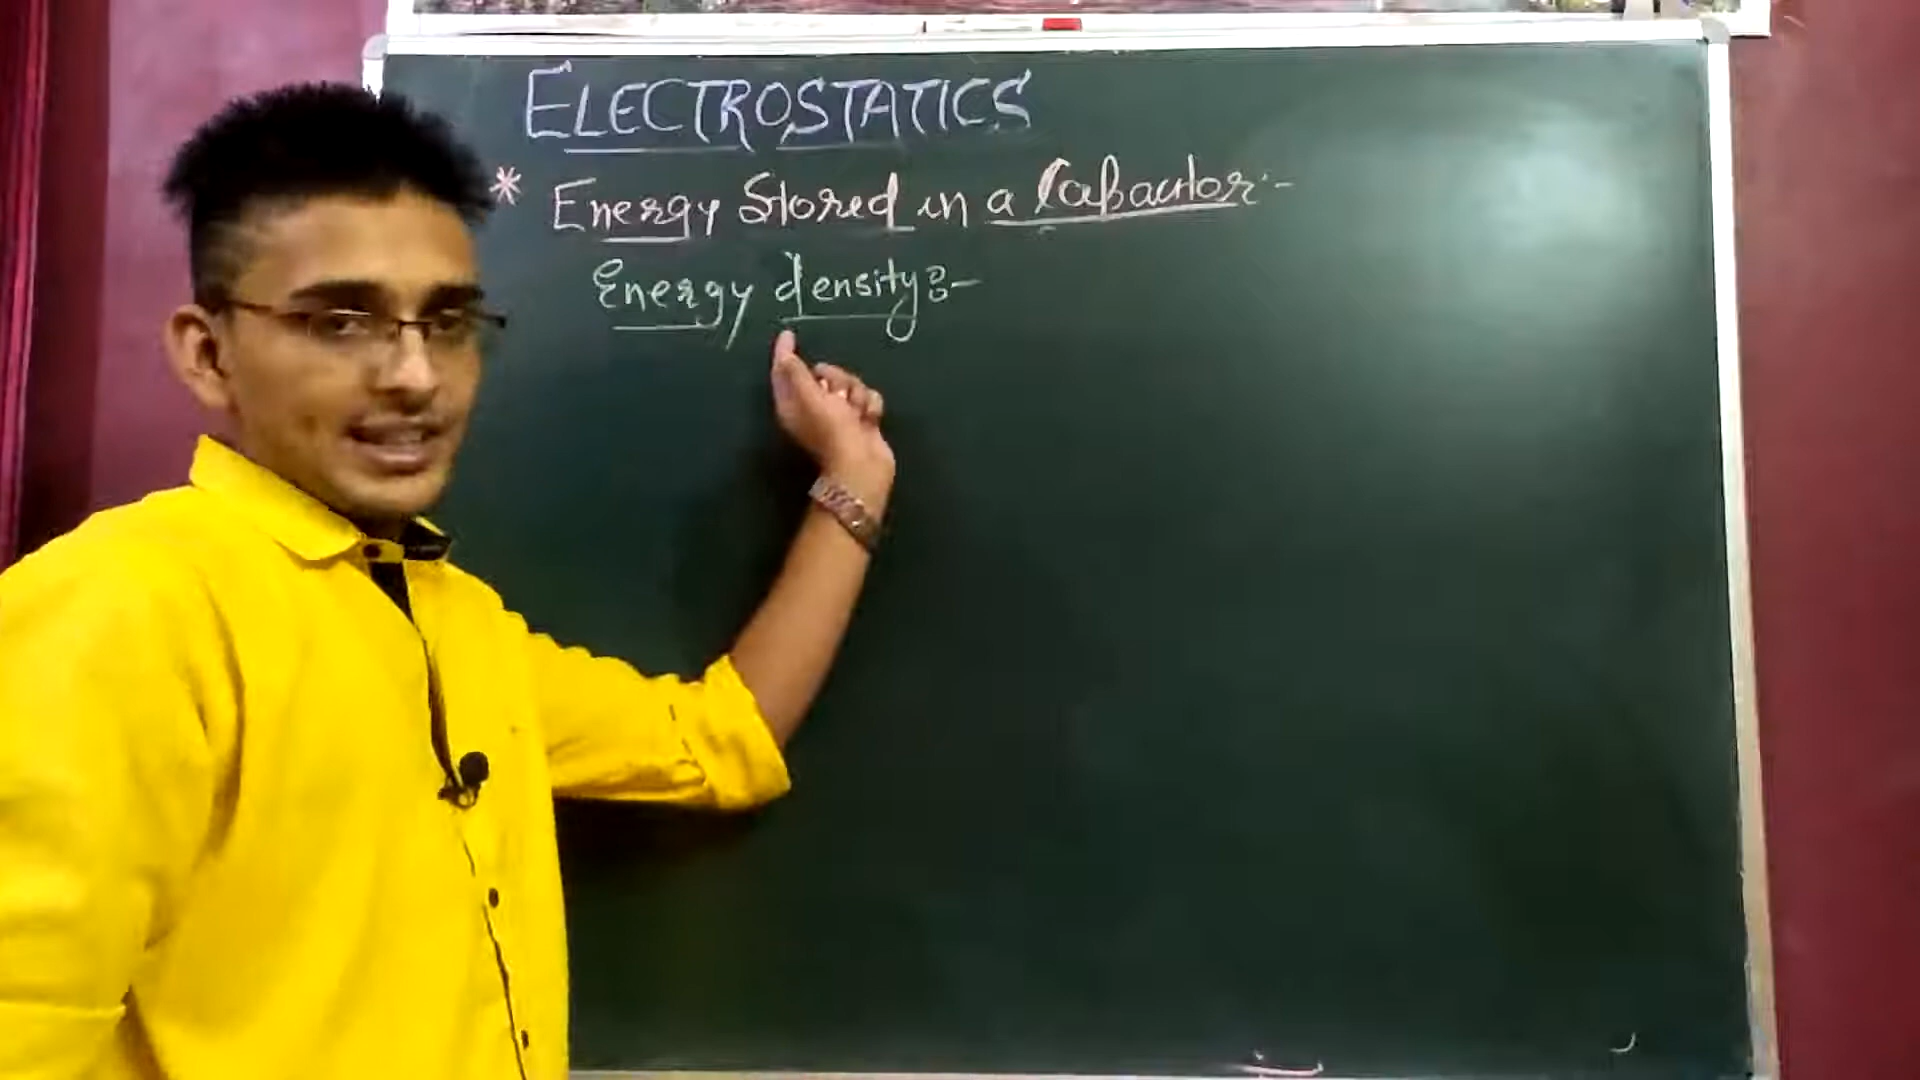 ELECTROSTATICS
* Energy Stored in a Capacitor:-
Energy density:-